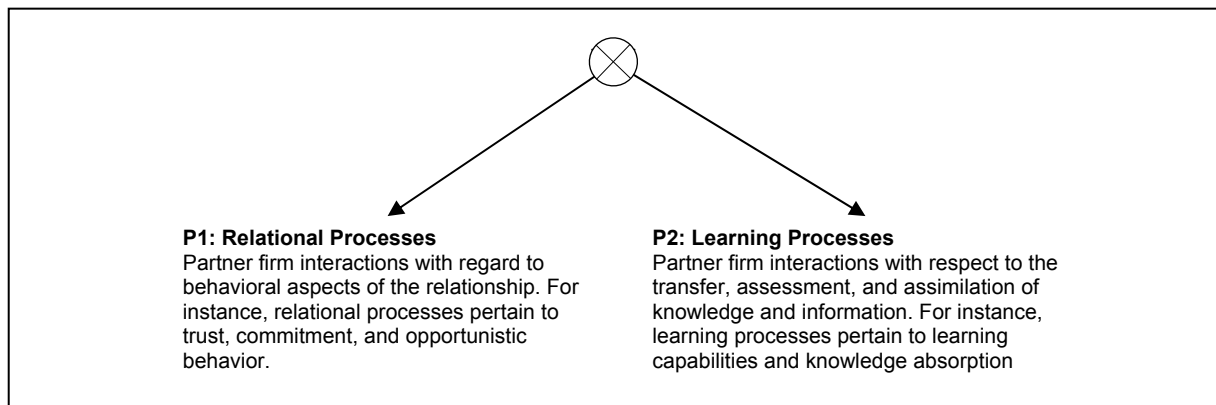 P1: Relational Processes
Partner firm interactions with regard to
behavioral aspects of the relationship. For
instance, relational processes pertain to
trust, commitment, and opportunistic
behavior.
P2: Learning Processes
Partner firm interactions with respect to the
transfer, assessment, and assimilation of
knowledge and information. For instance,
learning processes pertain to learning
capabilities and knowledge absorption